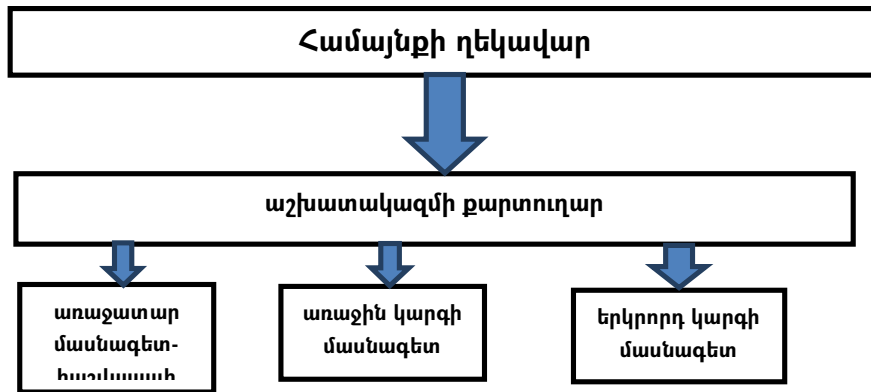 Համայնքի ղեկավար
աշխատակազմի քարտուղար
առաջատար
մասնագետ-
առաջին կարգի
մասնագետ
երկրորդ կարգի
մասնագետ